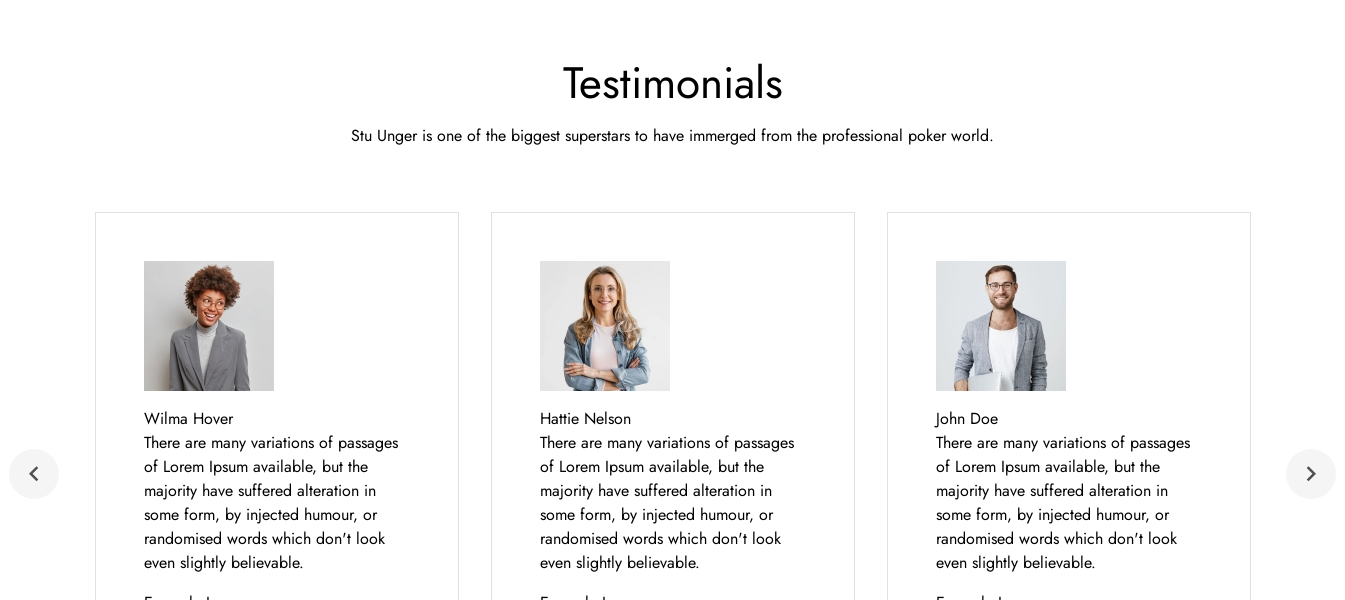 Testimonials
Stu Unger is one of the biggest superstars to have immerged from the professional poker world.
Wilma Hover
There are many variations of passages
of Lorem Ipsum available, but the
majority have suffered alteration in
some form, by injected humour, or
randomised words which don't look
even slightly believable.
Hattie Nelson
There are many variations of passages
of Lorem Ipsum available, but the
majority have suffered alteration in
some form, by injected humour, or
randomised words which don't look
even slightly believable.
John Doe
There are many variations of passages
of Lorem Ipsum available, but the
majority have suffered alteration in
some form, by injected humour, or
randomised words which don't look
even slightly believable.